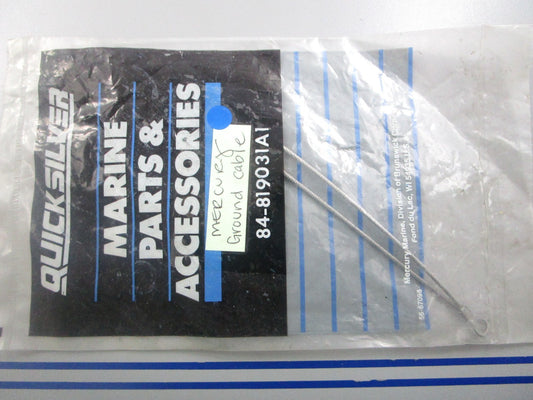 QUICKSILVER
MARINE
PARTS &
ACCESSORIES
MERCURY
Ground cable
84-819031A1
Mercury Marine, Division of Brunswick Corp.
Fond du Lac, WI 54935